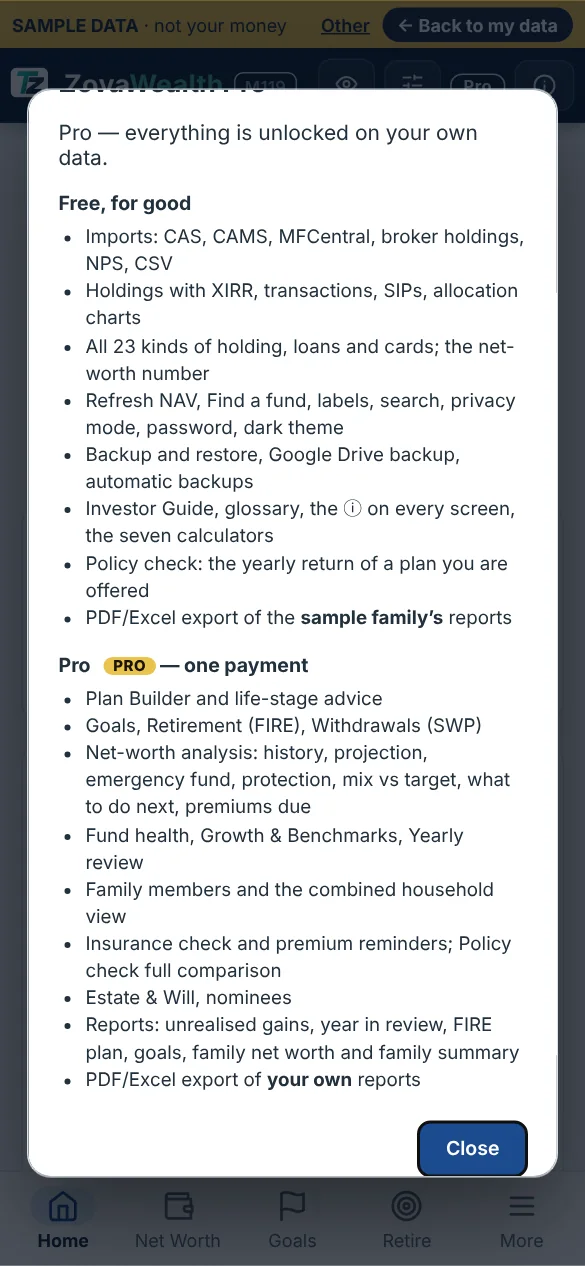 SAMPLE DATA · not your money Other ← Back to my data
ZoyaWealth Pro M119 Pro
Pro — everything is unlocked on your own
data.
Free, for good
• Imports: CAS, CAMS, MFCentral, broker holdings,
NPS, CSV
• Holdings with XIRR, transactions, SIPs, allocation
charts
• All 23 kinds of holding, loans and cards; the net-
worth number
• Refresh NAV, Find a fund, labels, search, privacy
mode, password, dark theme
• Backup and restore, Google Drive backup,
automatic backups
• Investor Guide, glossary, the ⓘ on every screen,
the seven calculators
• Policy check: the yearly return of a plan you are
offered
• PDF/Excel export of the sample family’s reports
Pro PRO — one payment
• Plan Builder and life-stage advice
• Goals, Retirement (FIRE), Withdrawals (SWP)
• Net-worth analysis: history, projection,
emergency fund, protection, mix vs target, what
to do next, premiums due
• Fund health, Growth & Benchmarks, Yearly
review
• Family members and the combined household
view
• Insurance check and premium reminders; Policy
check full comparison
• Estate & Will, nominees
• Reports: unrealised gains, year in review, FIRE
plan, goals, family net worth and family summary
• PDF/Excel export of your own reports
Close
Home Net Worth Goals Retire More